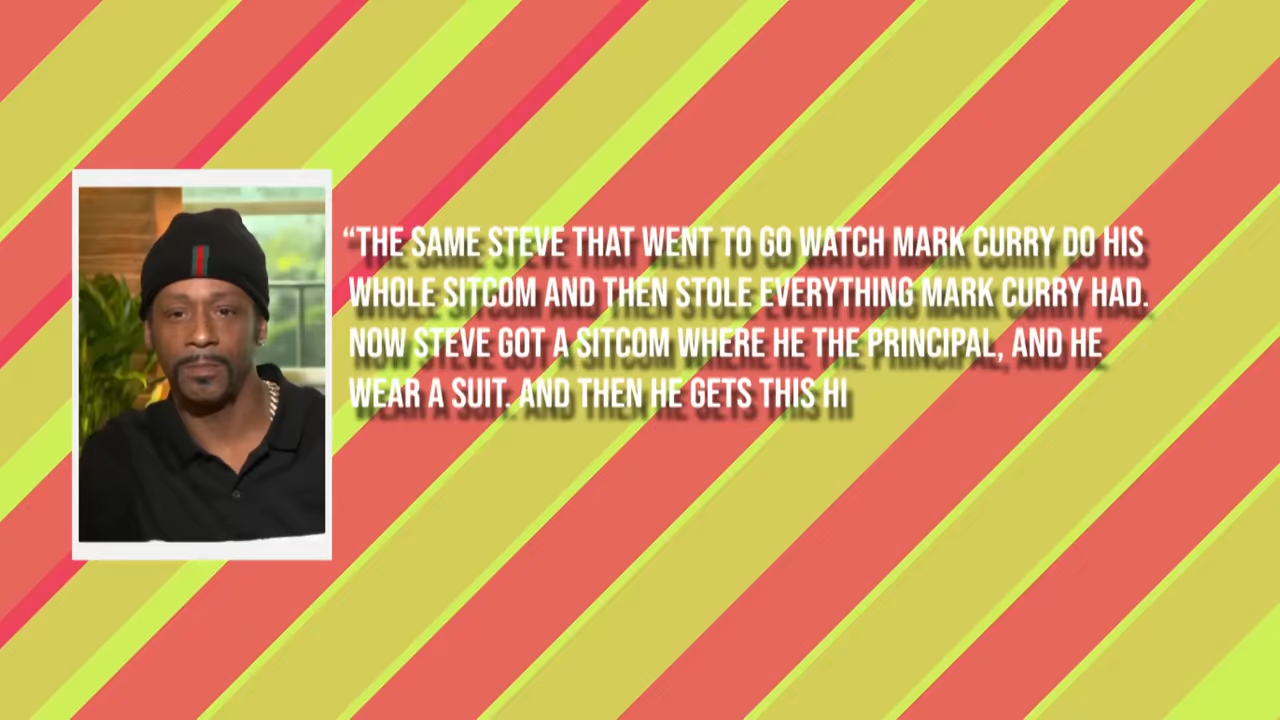 “THE SAME STEVE THAT WENT TO GO WATCH MARK CURRY DO HIS
WHOLE SITCOM AND THEN STOLE EVERYTHING MARK CURRY HAD.
NOW STEVE GOT A SITCOM WHERE HE THE PRINCIPAL, AND HE
WEAR A SUIT. AND THEN HE GETS THIS HI